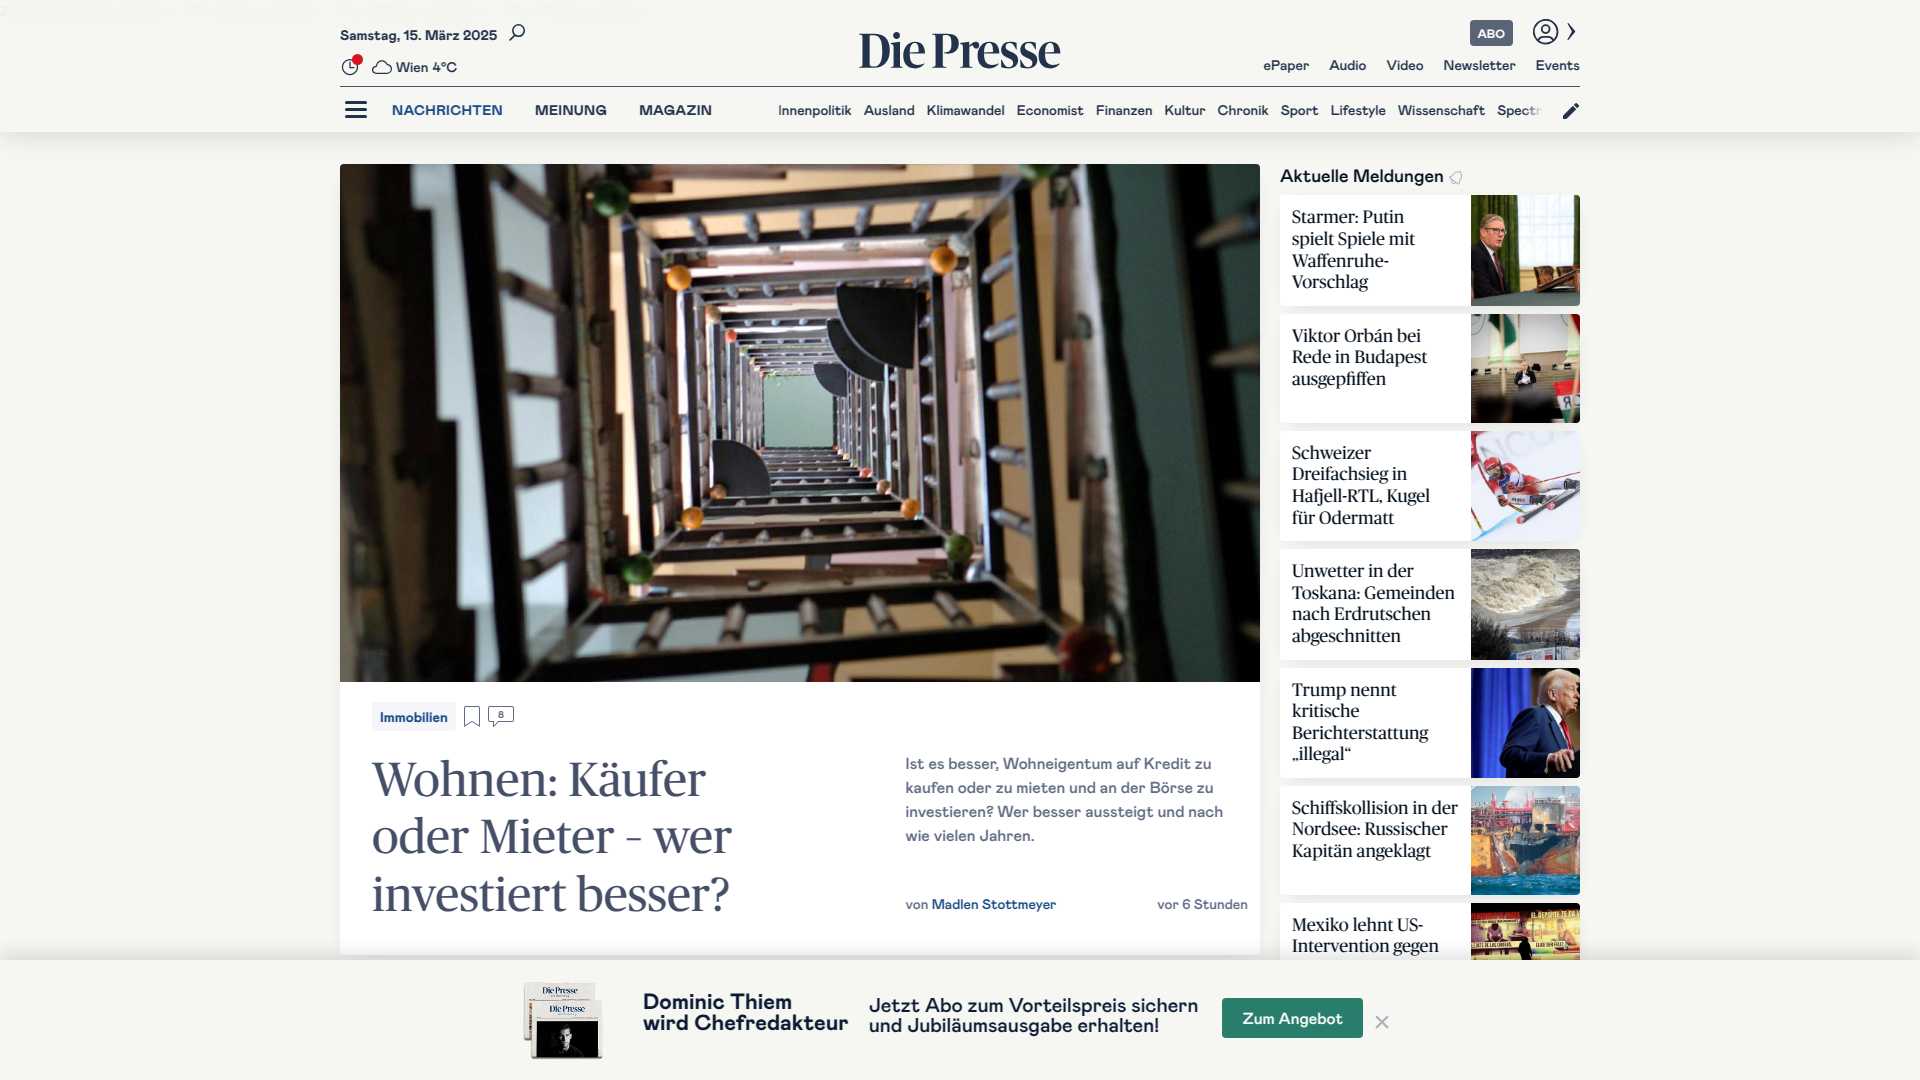 Samstag, 15. März 2025
Wien 4°C
Die Presse
ABO
ePaper Audio Video Newsletter Events
NACHRICHTEN MEINUNG MAGAZIN
Innenpolitik Ausland Klimawandel Economist Finanzen Kultur Chronik Sport Lifestyle Wissenschaft Spectr
Immobilien
8
Wohnen: Käufer
oder Mieter – wer
investiert besser?
Ist es besser, Wohneigentum auf Kredit zu
kaufen oder zu mieten und an der Börse zu
investieren? Wer besser aussteigt und nach
wie vielen Jahren.
von Madlen Stottmeyer
vor 6 Stunden
Aktuelle Meldungen
Starmer: Putin
spielt Spiele mit
Waffenruhe-
Vorschlag
Viktor Orbán bei
Rede in Budapest
ausgepfiffen
Schweizer
Dreifachsieg in
Hafjell-RTL, Kugel
für Odermatt
Unwetter in der
Toskana: Gemeinden
nach Erdrutschen
abgeschnitten
Trump nennt
kritische
Berichterstattung
„illegal“
Schiffskollision in der
Nordsee: Russischer
Kapitän angeklagt
Mexiko lehnt US-
Intervention gegen
Die Presse
Die Presse
Dominic Thiem
wird Chefredakteur
Jetzt Abo zum Vorteilspreis sichern
und Jubiläumsausgabe erhalten!
Zum Angebot